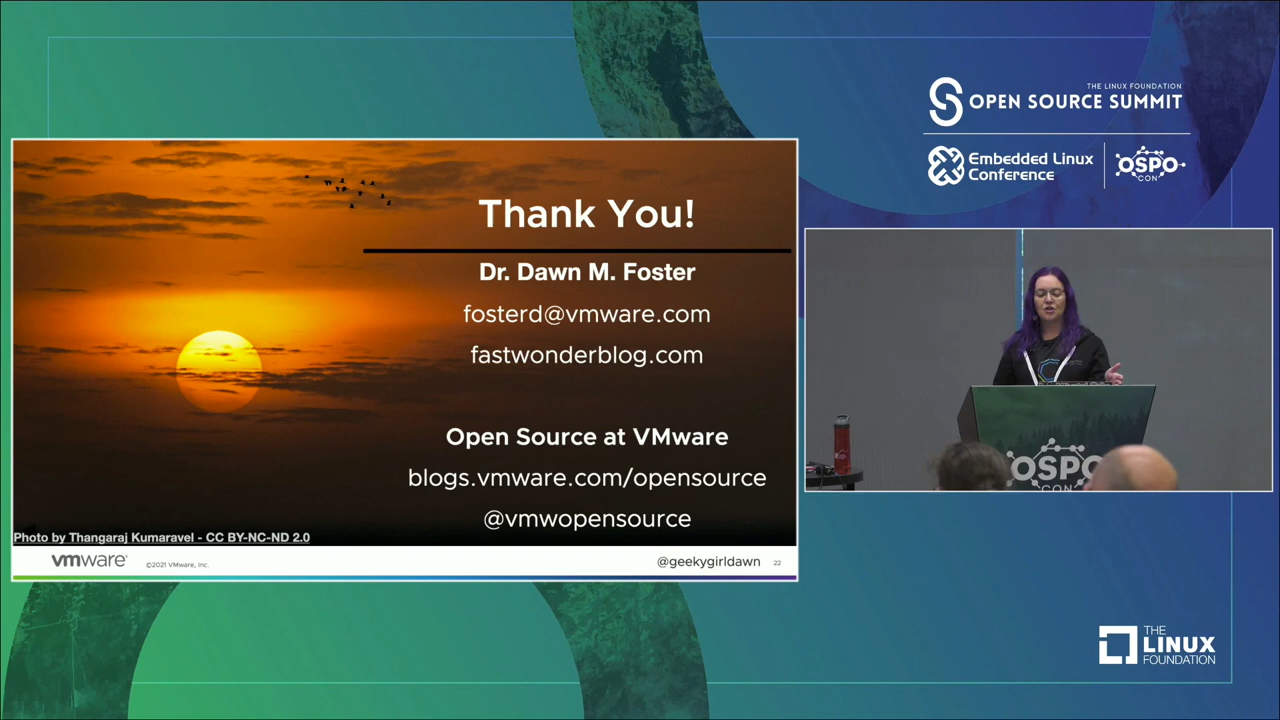 THE LINUX FOUNDATION
OPEN SOURCE SUMMIT
Embedded Linux
Conference
OSPO
CON
Thank You!
Dr. Dawn M. Foster
fosterd@vmware.com
fastwonderblog.com
Open Source at VMware
blogs.vmware.com/opensource
@vmwopensource
Photo by Thangaraj Kumaravel - CC BY-NC-ND 2.0
vmware®
©2021 VMware, Inc.
@geekygirldawn
22
OSPO
CON
THE
LINUX
FOUNDATION